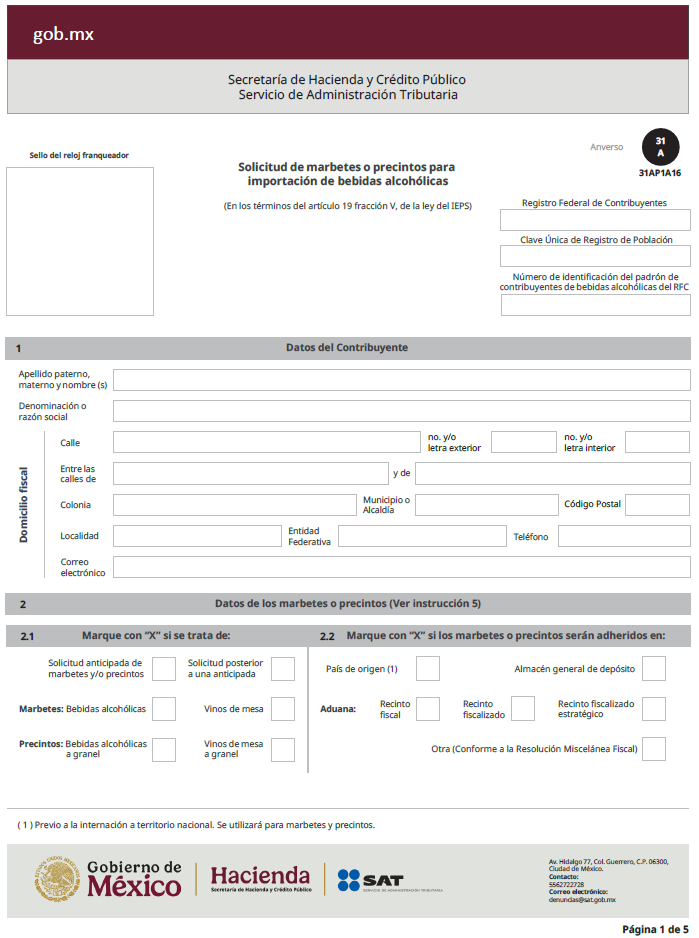 gob.mx
Secretaría de Hacienda y Crédito Público
Servicio de Administración Tributaria
Sello del reloj franqueador
Solicitud de marbetes o precintos para
importación de bebidas alcohólicas
(En los términos del artículo 19 fracción V, de la ley del IEPS)
Anverso
31
A
31AP1A16
Registro Federal de Contribuyentes
Clave Única de Registro de Población
Número de identificación del padrón de
contribuyentes de bebidas alcohólicas del RFC
1 Datos del Contribuyente
Apellido paterno,
materno y nombre (s)
Denominación o
razón social
Domicilio fiscal
Calle
no. y/o
letra exterior
no. y/o
letra interior
Entre las
calles de
y de
Colonia
Municipio o
Alcaldía
Código Postal
Localidad
Entidad
Federativa
Teléfono
Correo
electrónico
2 Datos de los marbetes o precintos (Ver instrucción 5)
2.1 Marque con “X” si se trata de:
Solicitud anticipada de
marbetes y/o precintos
Solicitud posterior
a una anticipada
Marbetes: Bebidas alcohólicas
Vinos de mesa
Precintos: Bebidas alcohólicas
a granel
Vinos de mesa
a granel
2.2 Marque con “X” si los marbetes o precintos serán adheridos en:
País de origen (1)
Almacén general de depósito
Aduana:
Recinto
fiscal
Recinto
fiscalizado
Recinto fiscalizado
estratégico
Otra (Conforme a la Resolución Miscelánea Fiscal)
( 1 ) Previo a la internación a territorio nacional. Se utilizará para marbetes y precintos.
Gobierno de
México
Hacienda
Secretaría de Hacienda y Crédito Público
SAT
SERVICIO DE ADMINISTRACIÓN TRIBUTARIA
Av. Hidalgo 77, Col. Guerrero, C.P. 06300,
Ciudad de México.
Contacto:
5562722728
Correo electrónico:
denuncias@sat.gob.mx
Página 1 de 5